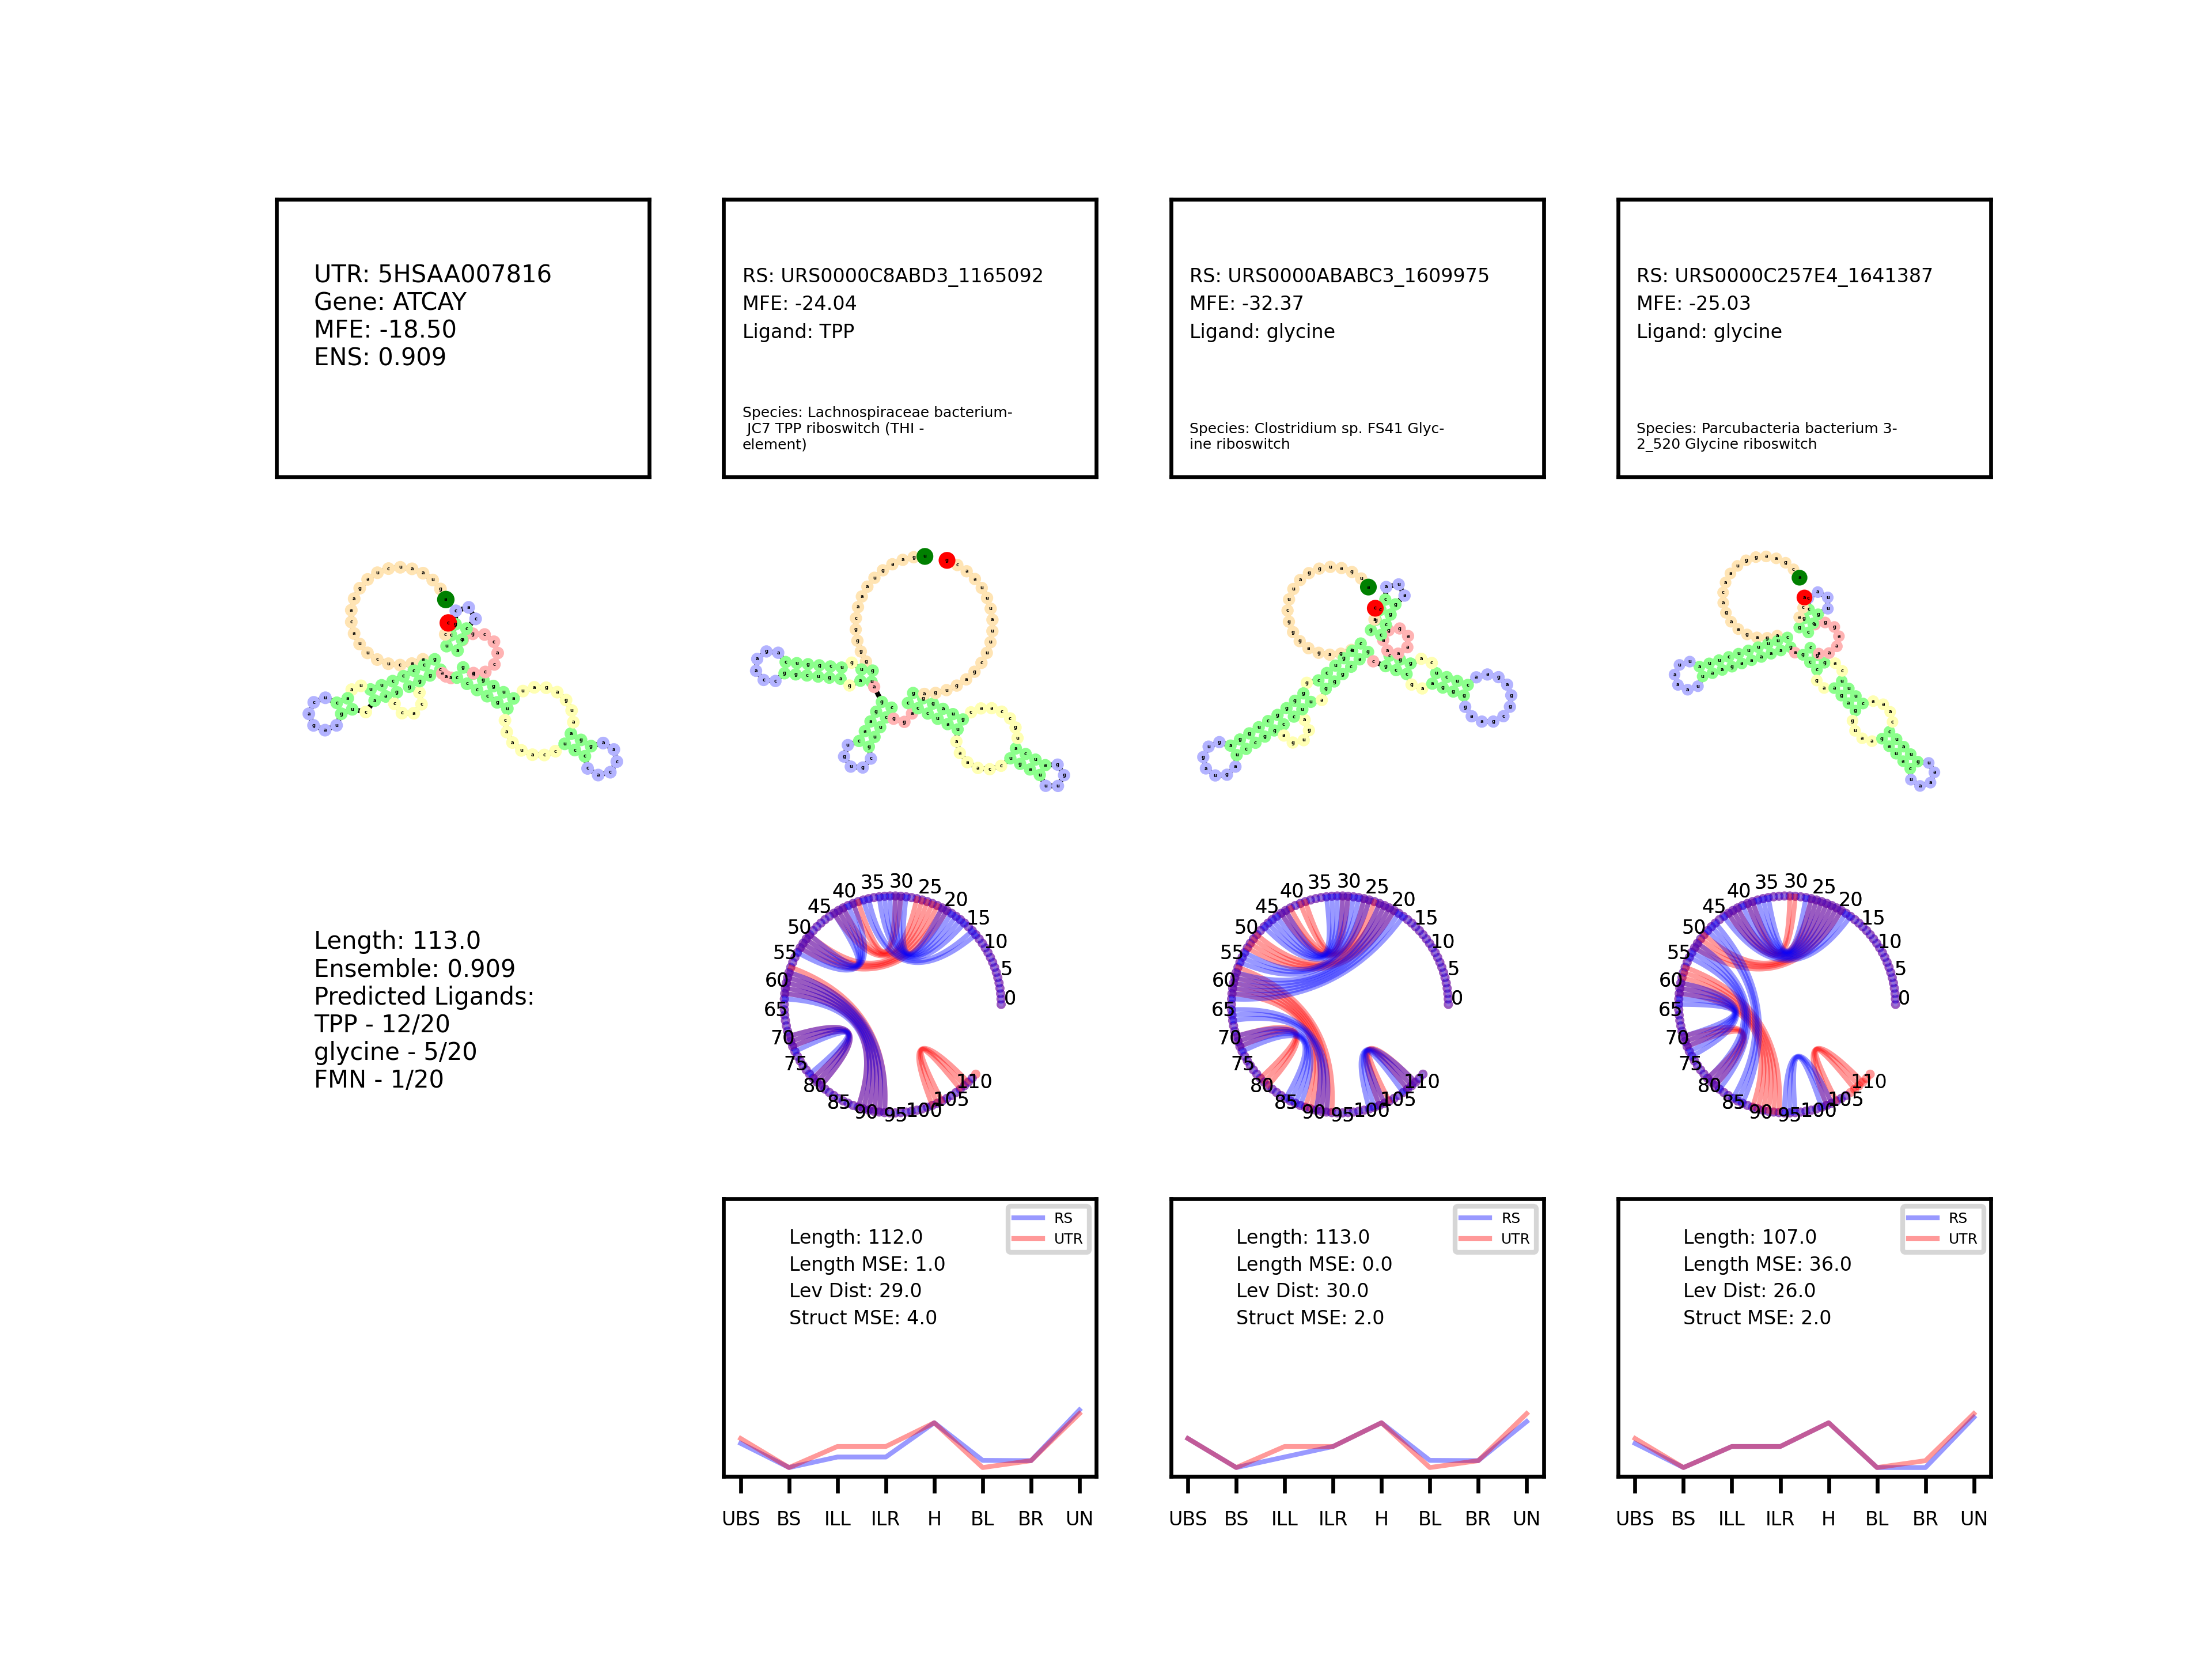 UTR: 5HSAA007816
Gene: ATCAY
MFE: -18.50
ENS: 0.909
RS: URS0000C8ABD3_1165092
MFE: -24.04
Ligand: TPP
Species: Lachnospiraceae bacterium-
JC7 TPP riboswitch (THI -
element)
RS: URS0000ABABC3_1609975
MFE: -32.37
Ligand: glycine
Species: Clostridium sp. FS41 Glyc-
ine riboswitch
RS: URS0000C257E4_1641387
MFE: -25.03
Ligand: glycine
Species: Parcubacteria bacterium 3-
2_520 Glycine riboswitch
Length: 113.0
Ensemble: 0.909
Predicted Ligands:
TPP - 12/20
glycine - 5/20
FMN - 1/20
0
5
10
15
20
25
30
35
40
45
50
55
60
65
70
75
80
85
90
95
100
105
110
0
5
10
15
20
25
30
35
40
45
50
55
60
65
70
75
80
85
90
95
100
105
110
0
5
10
15
20
25
30
35
40
45
50
55
60
65
70
75
80
85
90
95
100
105
110
RS
UTR
Length: 112.0
Length MSE: 1.0
Lev Dist: 29.0
Struct MSE: 4.0
UBS BS ILL ILR H BL BR UN
RS
UTR
Length: 113.0
Length MSE: 0.0
Lev Dist: 30.0
Struct MSE: 2.0
UBS BS ILL ILR H BL BR UN
RS
UTR
Length: 107.0
Length MSE: 36.0
Lev Dist: 26.0
Struct MSE: 2.0
UBS BS ILL ILR H BL BR UN